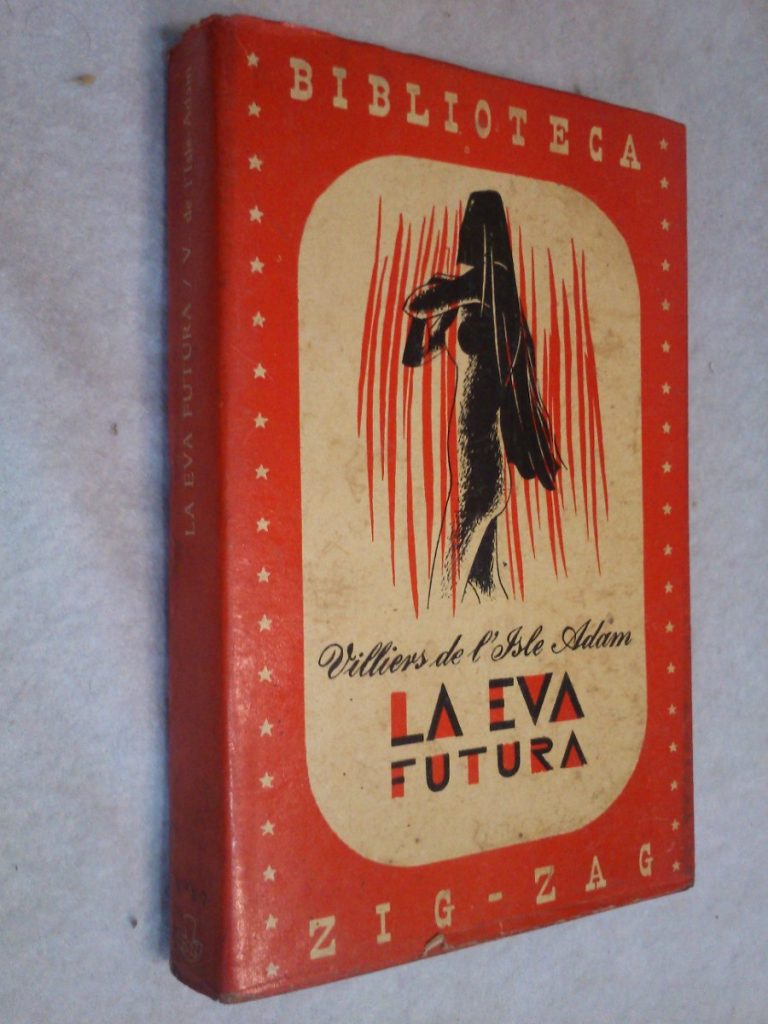 BIBLIOTECA
Villiers de l'Isle Adam
LA EVA
FUTURA
ZIG-ZAG
LA EVA FUTURA / V. de l'Isle-Adam